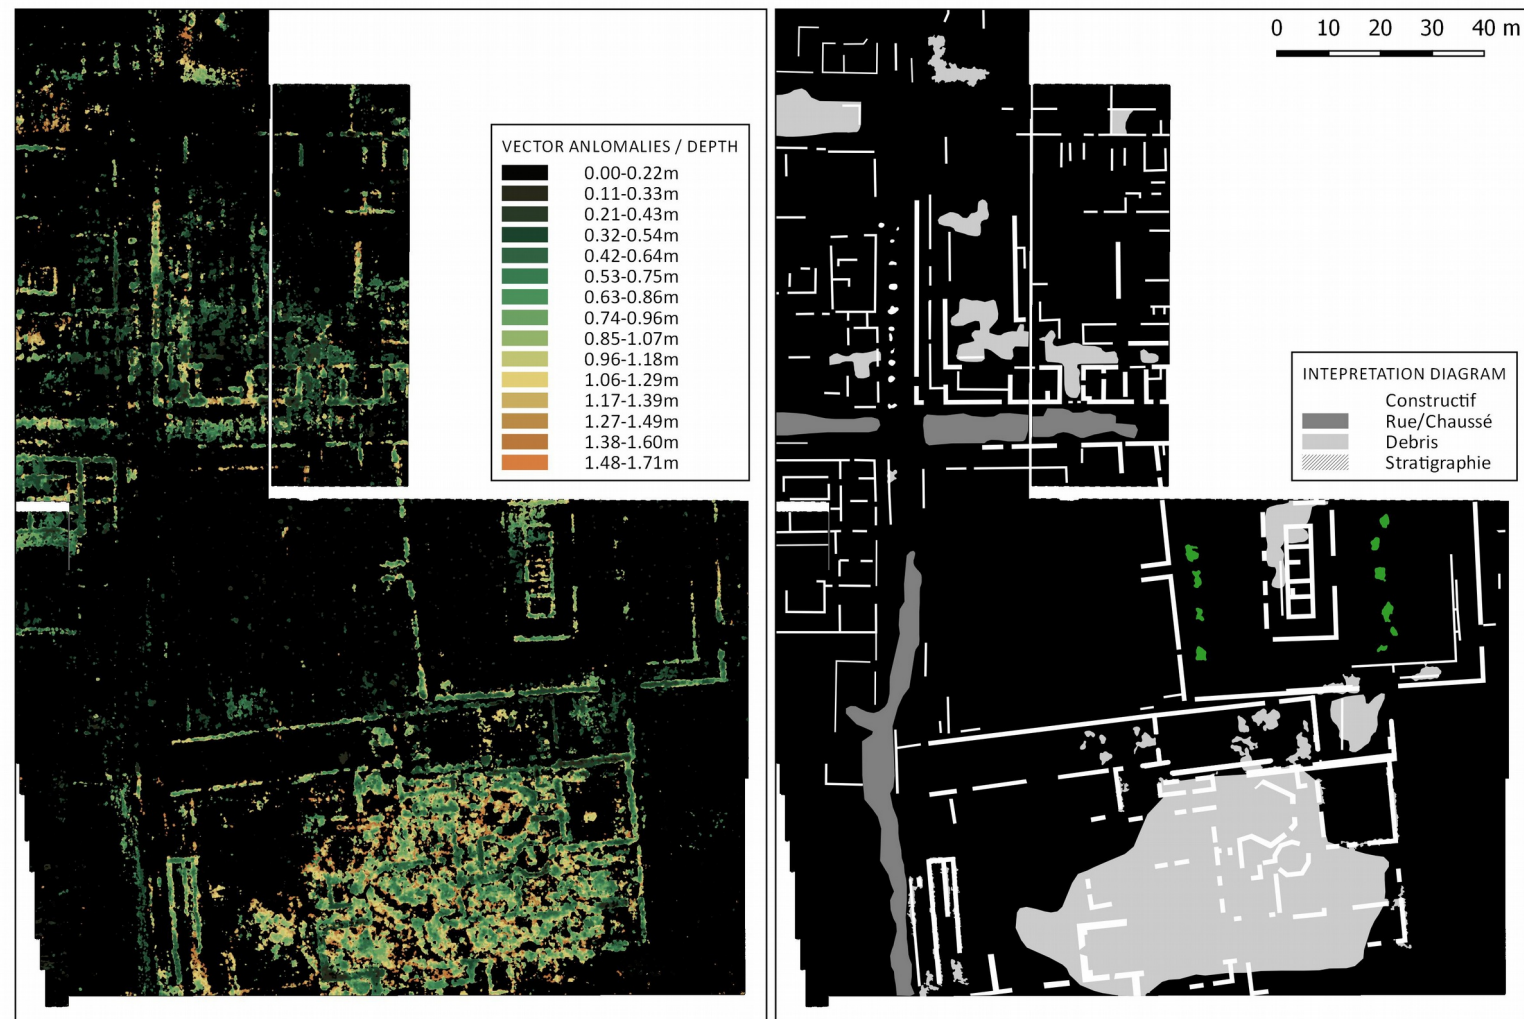 0 10 20 30 40 m
VECTOR ANLOMALIES / DEPTH
0.00-0.22m
0.11-0.33m
0.21-0.43m
0.32-0.54m
0.42-0.64m
0.53-0.75m
0.63-0.86m
0.74-0.96m
0.85-1.07m
0.96-1.18m
1.06-1.29m
1.17-1.39m
1.27-1.49m
1.38-1.60m
1.48-1.71m
INTEPRETATION DIAGRAM
Constructif
Rue/Chaussé
Debris
Stratigraphie